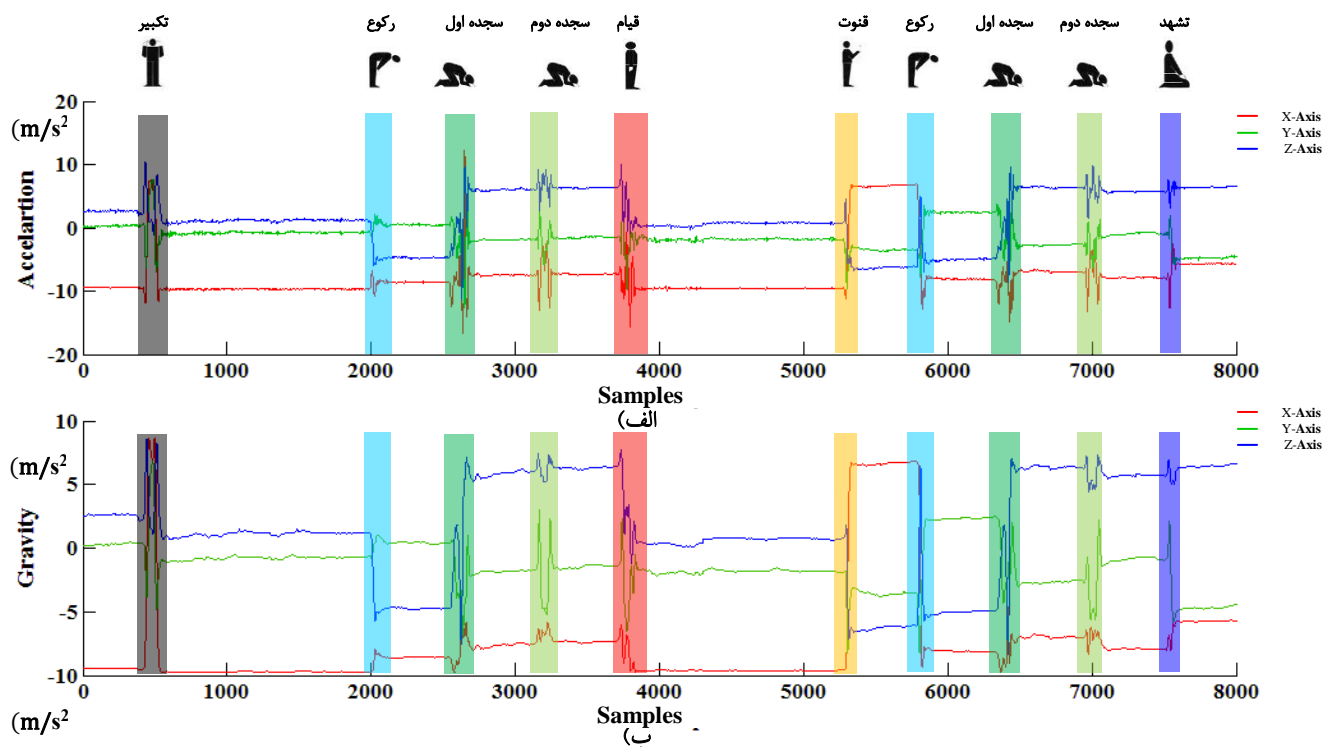 تکبیر رکوع سجده اول سجده دوم قیام قنوت رکوع سجده اول سجده دوم تشهد
20
(m/s²
10
0
-10
-20
Acceclartion
X-Axis
Y-Axis
Z-Axis
0 1000 2000 3000 4000 5000 6000 7000 8000
Samples
الف)
10
(m/s²
5
0
-5
-10
Gravity
X-Axis
Y-Axis
Z-Axis
0 1000 2000 3000 4000 5000 6000 7000 8000
(m/s²
Samples
ب)